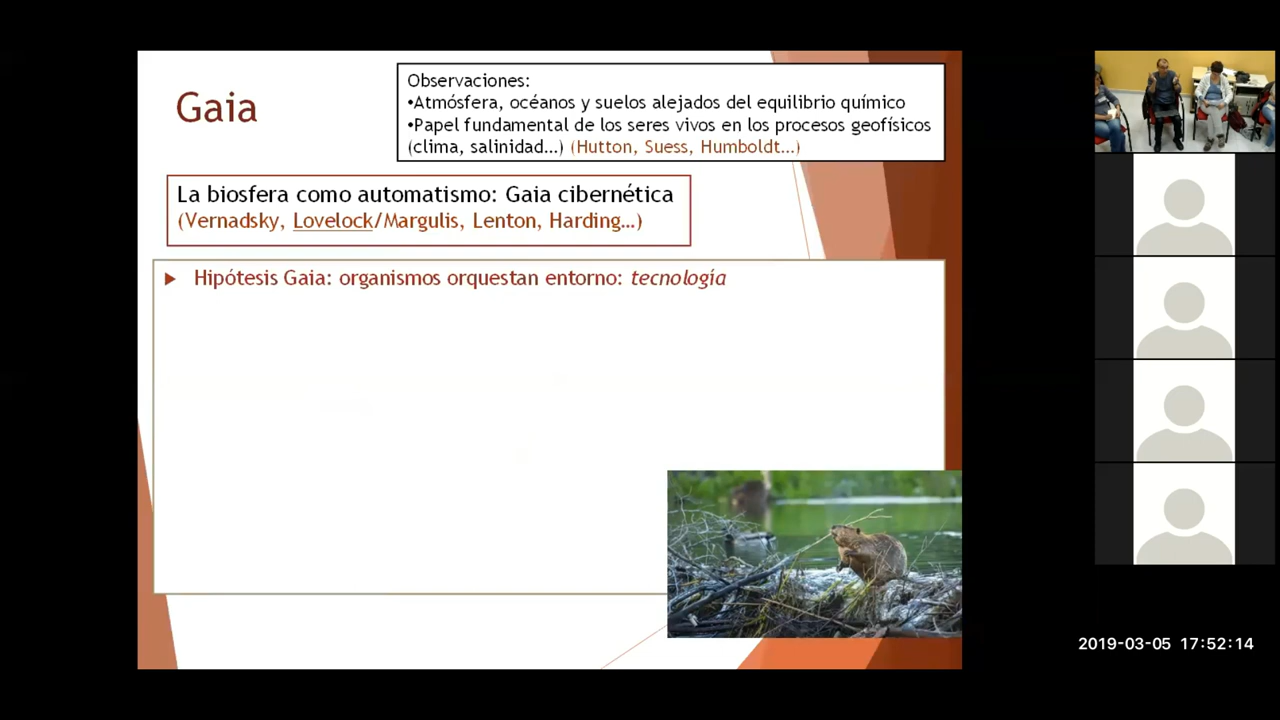 Gaia
Observaciones:
•Atmósfera, océanos y suelos alejados del equilibrio químico
•Papel fundamental de los seres vivos en los procesos geofísicos
(clima, salinidad…) (Hutton, Suess, Humboldt…)
La biosfera como automatismo: Gaia cibernética
(Vernadsky, Lovelock/Margulis, Lenton, Harding…)
Hipótesis Gaia: organismos orquestan entorno: tecnología
2019-03-05 17:52:14